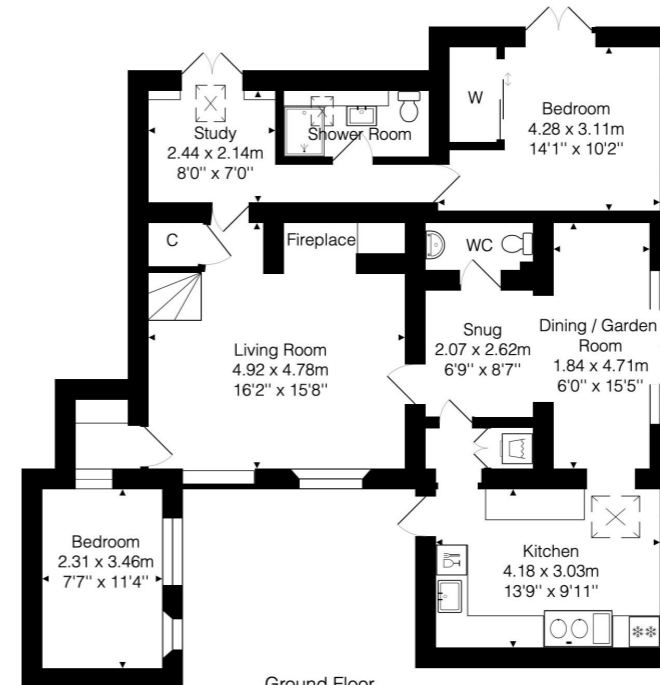 W
Bedroom
4.28 x 3.11m
14'1'' x 10'2''
Study
2.44 x 2.14m
8'0'' x 7'0''
Shower Room
C
Fireplace
WC
Living Room
4.92 x 4.78m
16'2'' x 15'8''
Snug
2.07 x 2.62m
6'9'' x 8'7''
Dining / Garden
Room
1.84 x 4.71m
6'0'' x 15'5''
Bedroom
2.31 x 3.46m
7'7'' x 11'4''
Kitchen
4.18 x 3.03m
13'9'' x 9'11''
Ground Floor